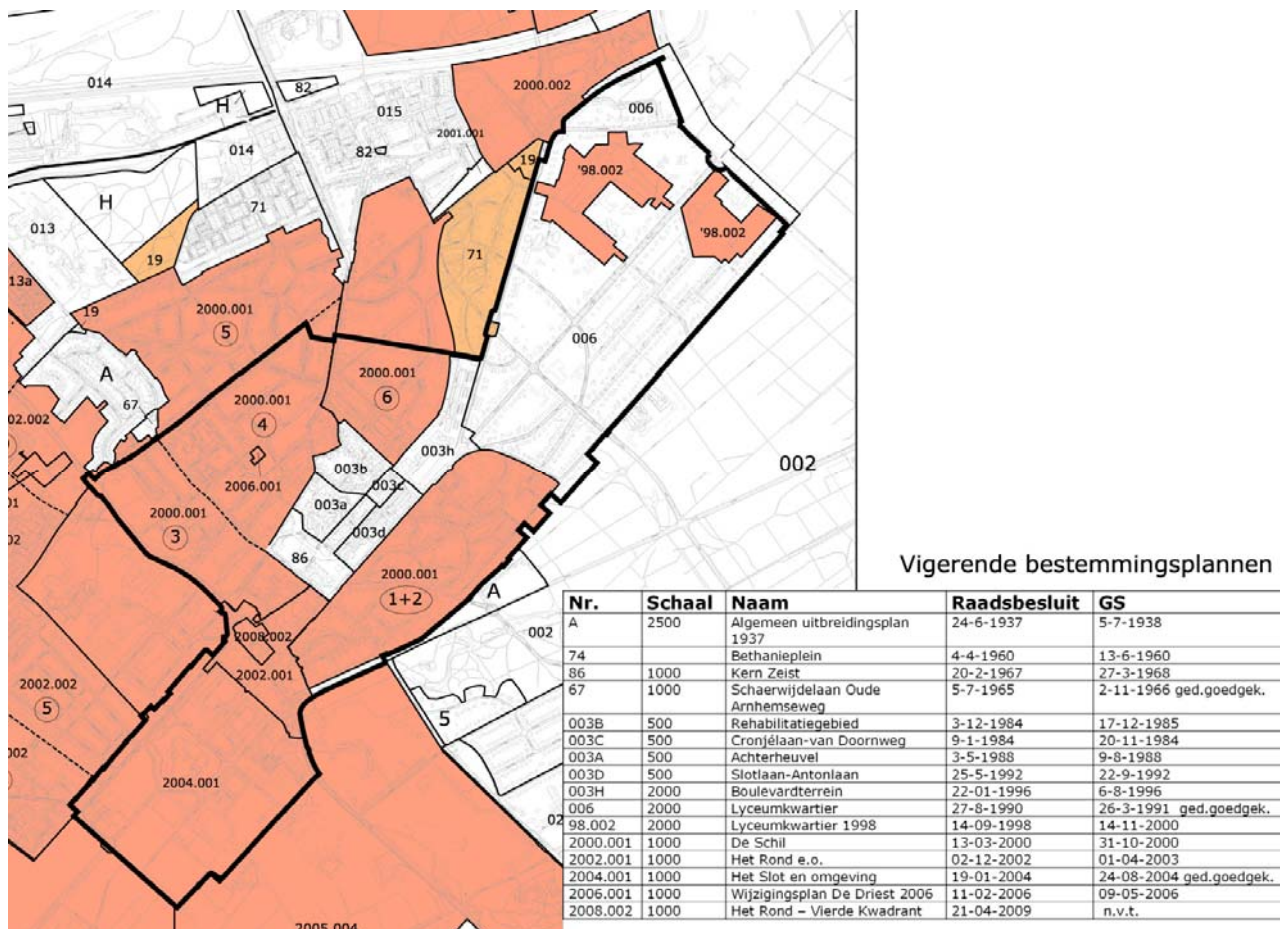 014
H
82
015
2000.002
006
2001.001
014
82
19
'98.002
H
71
013
'98.002
71
19
13a
19
2000.001
5
006
A
2000.001
6
67
2000.001
4
02.002
003h
002
003b
2006.001
003c
003a
2000.001
3
003d
86
2000.001
1+2
A
002
2008.002
2002.001
2002.002
5
5
002
2004.001
02
2005.004
Vigerende bestemmingsplannen
Nr. Schaal Naam Raadsbesluit GS
A 2500 Algemeen uitbreidingsplan 24-6-1937 5-7-1938
1937
74 Bethanieplein 4-4-1960 13-6-1960
86 1000 Kern Zeist 20-2-1967 27-3-1968
67 1000 Schaerwijdelaan Oude 5-7-1965 2-11-1966 ged.goedgek.
Arnhemseweg
003B 500 Rehabilitatiegebied 3-12-1984 17-12-1985
003C 500 Cronjélaan-van Doornweg 9-1-1984 20-11-1984
003A 500 Achterheuvel 3-5-1988 9-8-1988
003D 500 Slotlaan-Antonlaan 25-5-1992 22-9-1992
003H 2000 Boulevardterrein 22-01-1996 6-8-1996
006 2000 Lyceumkwartier 27-8-1990 26-3-1991 ged.goedgek.
98.002 2000 Lyceumkwartier 1998 14-09-1998 14-11-2000
2000.001 1000 De Schil 13-03-2000 31-10-2000
2002.001 1000 Het Rond e.o. 02-12-2002 01-04-2003
2004.001 1000 Het Slot en omgeving 19-01-2004 24-08-2004 ged.goedgek.
2006.001 1000 Wijzigingsplan De Driest 2006 11-02-2006 09-05-2006
2008.002 1000 Het Rond – Vierde Kwadrant 21-04-2009 n.v.t.